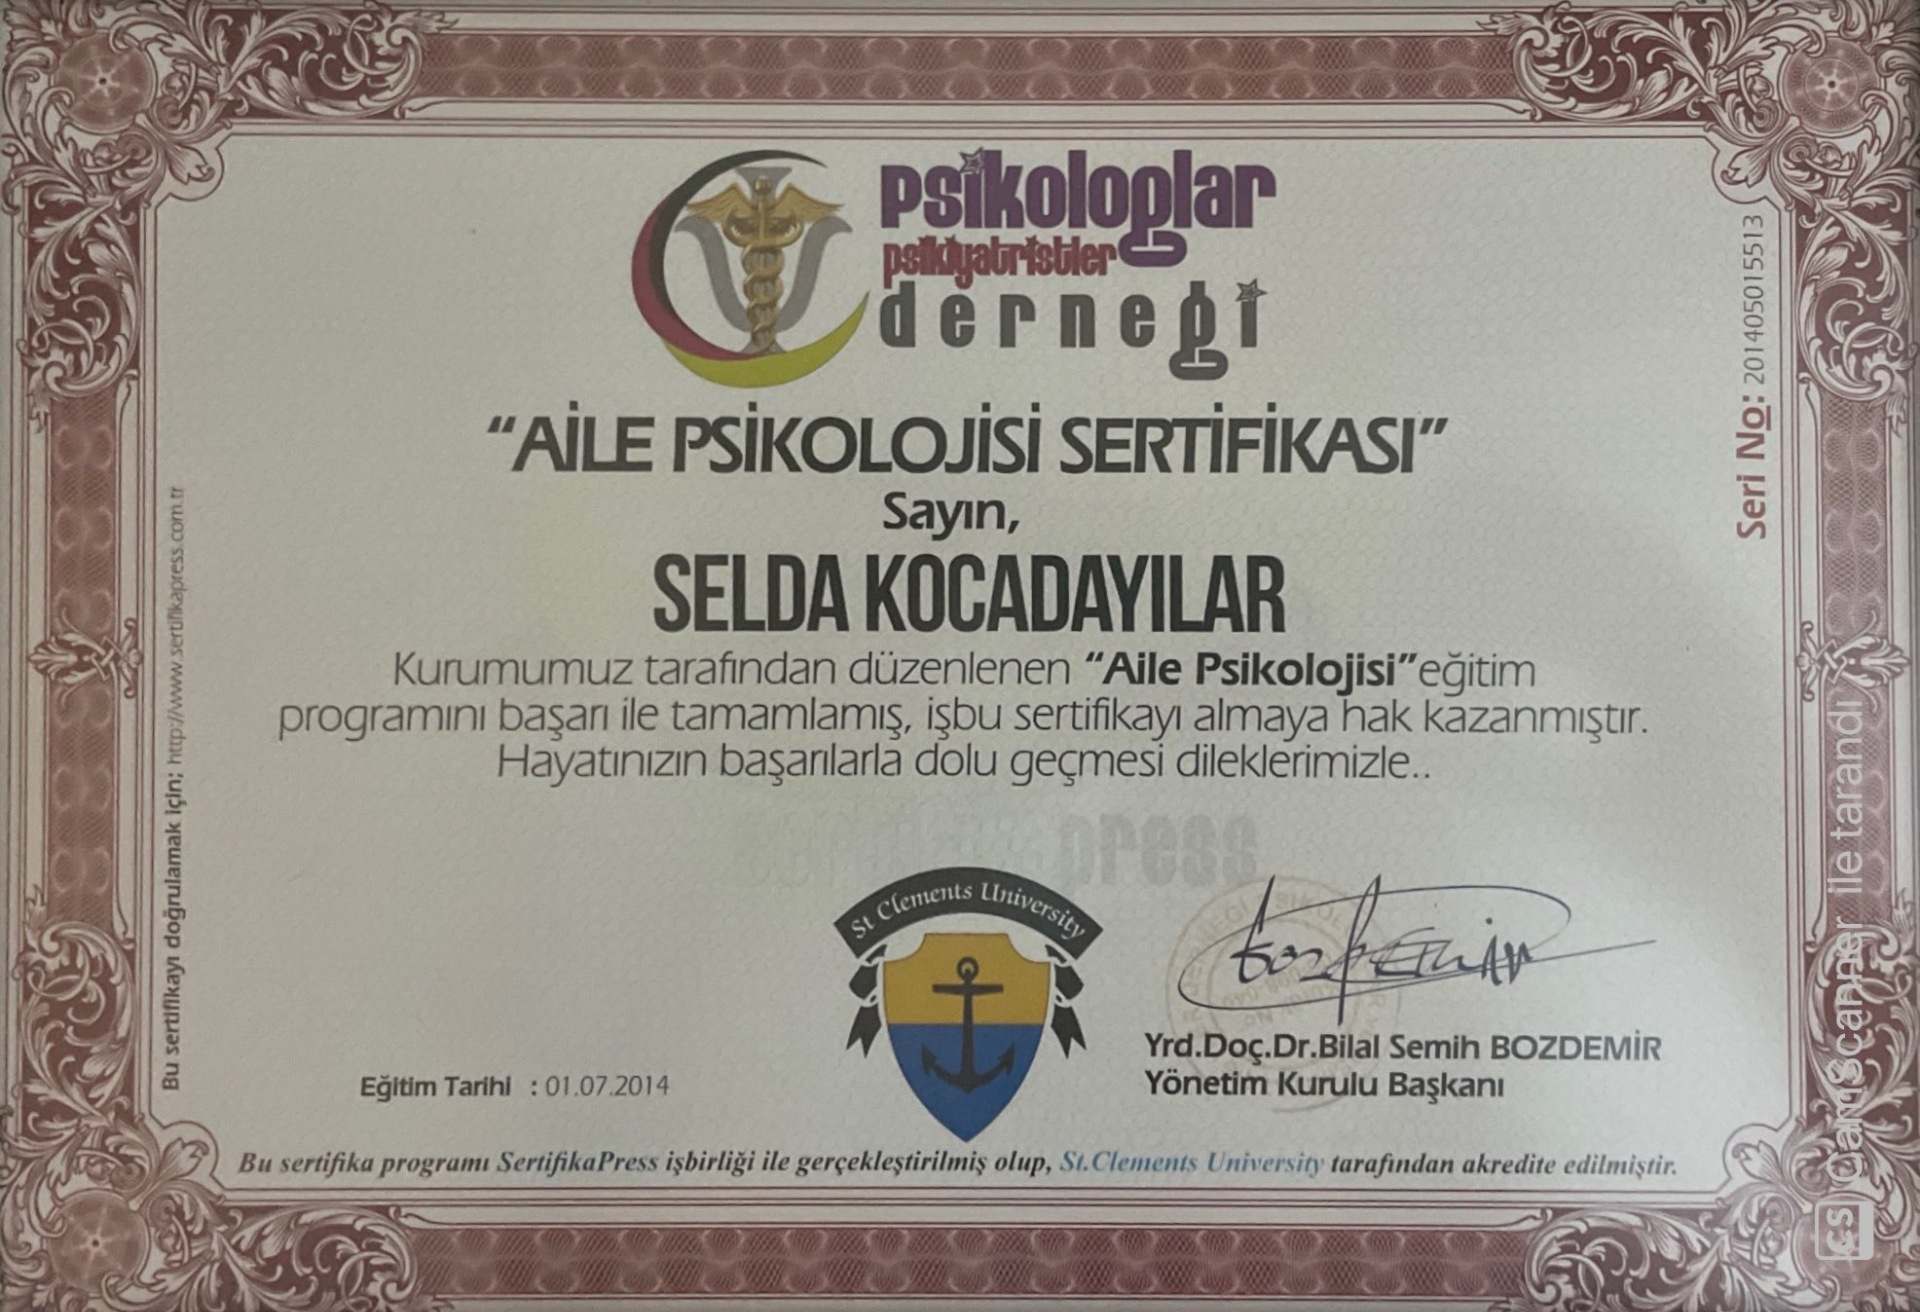 psikologlar
psikiyatristler
dernegi
"AİLE PSİKOLOJİSİ SERTİFİKASI"
Sayın,
SELDA KOCADAYILAR
Kurumumuz tarafından düzenlenen "Aile Psikolojisi" eğitim
programını başarı ile tamamlamış, işbu sertifikayı almaya hak kazanmıştır.
Hayatınızın başarılarla dolu geçmesi dileklerimizle..
press
St Clements University
Bozdemir
Yrd.Doç.Dr.Bilal Semih BOZDEMİR
Yönetim Kurulu Başkanı
Eğitim Tarihi : 01.07.2014
Bu sertifika programı SertifikaPress işbirliği ile gerçekleştirilmiş olup, St.Clements University tarafından akredite edilmiştir.
Bu sertifikayı doğrulamak için; http://www.sertifikapress.com.tr
Seri No: 201405015513
CS CamScanner ile tarandı